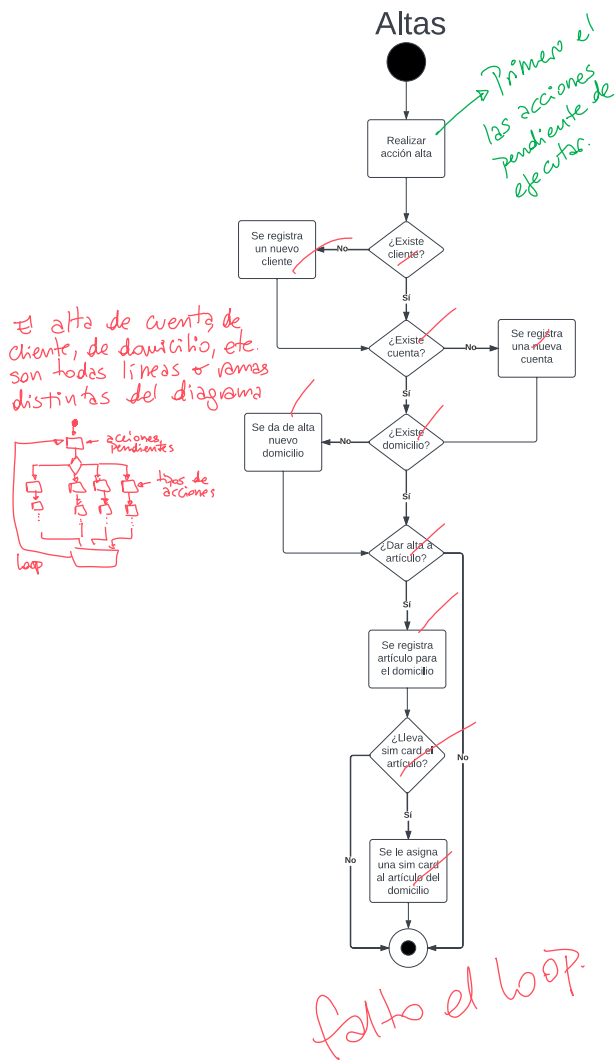 Altas
Primero el
las acciones
pendiente de
ejecutar.
Realizar
acción alta
Se registra
un nuevo
cliente
No
¿Existe
cliente?
Sí
El alta de cuenta, de
cliente, de domicilio, etc.
son todas líneas o ramas
distintas del diagrama
¿Existe
cuenta?
No
Se registra
una nueva
cuenta
Sí
Se da de alta
nuevo
domicilio
No
¿Existe
domicilio?
Sí
acciones
pendientes
tipos de
acciones
loop
¿Dar alta a
artículo?
Sí
Se registra
artículo para
el domicilio
¿Lleva
sim card el
artículo?
No
Sí
No
Se le asigna
una sim card
al artículo del
domicilio
falto el loop.